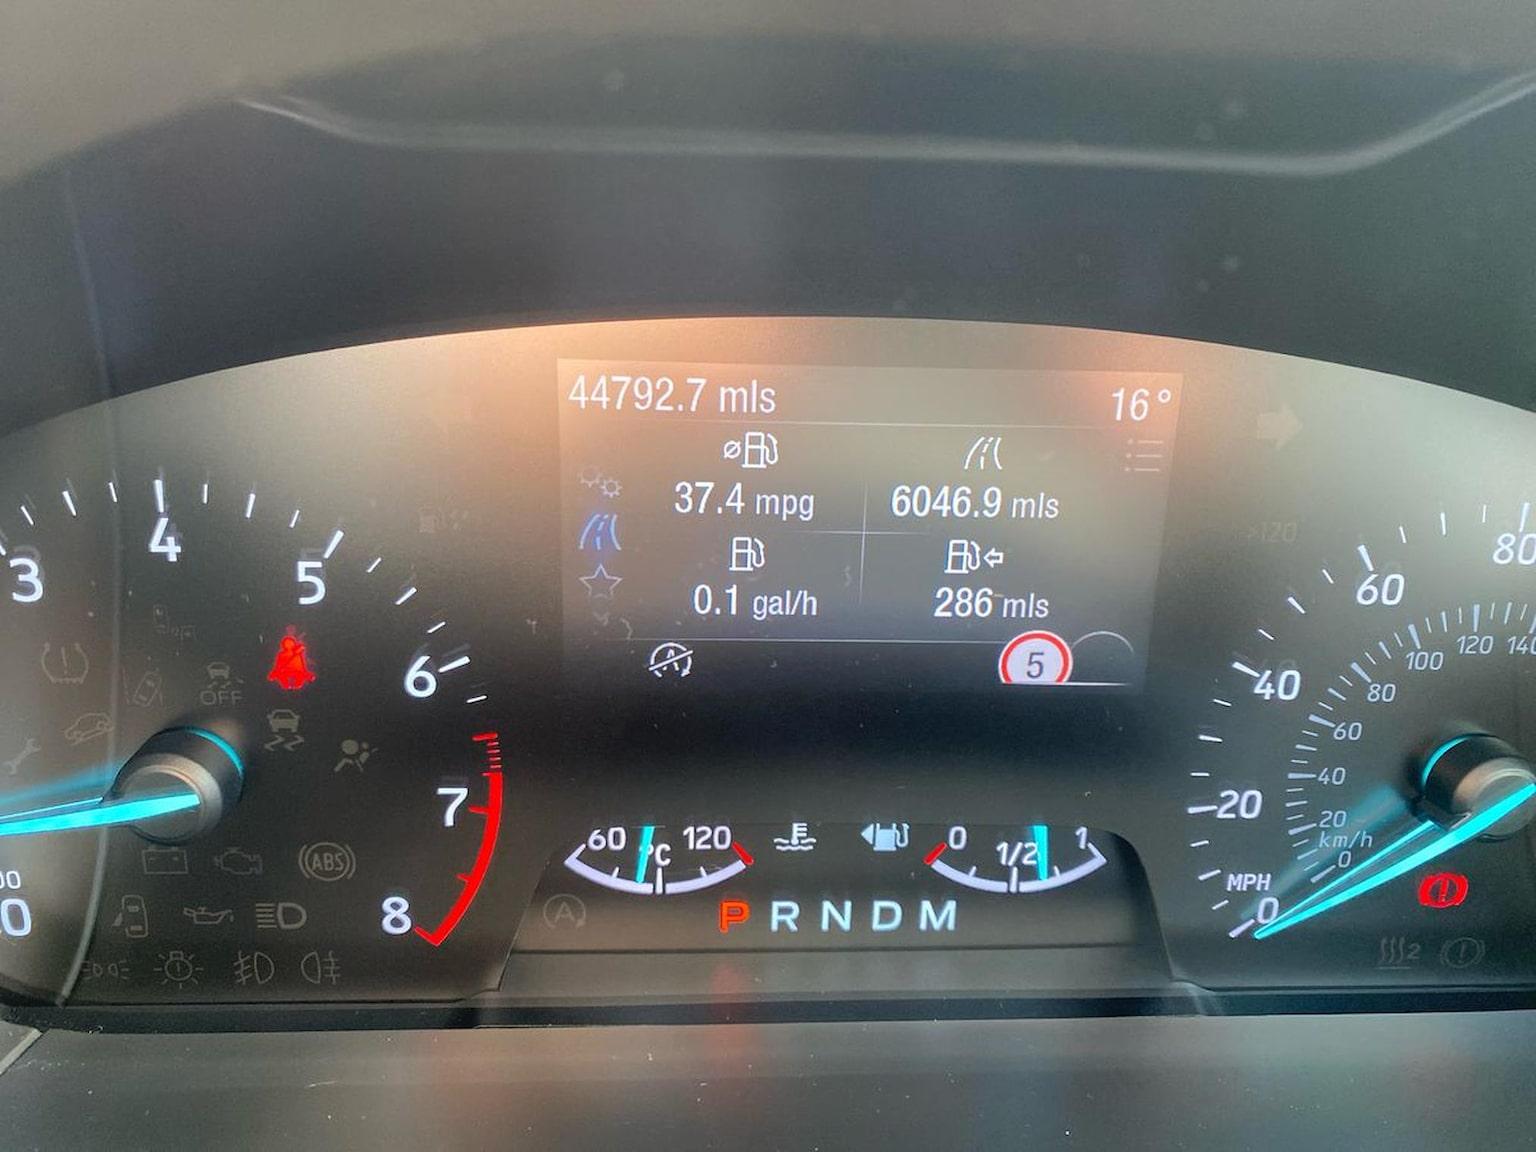 44792.7 mls 16°
37.4 mpg 6046.9 mls
0.1 gal/h 286 mls
5
3 4 5 6 7 8
OFF
ABS
60 120 °C
0 1/2 1
P R N D M
0 20 40 60 80
MPH
0 20 40 60 80 100 120 140
km/h